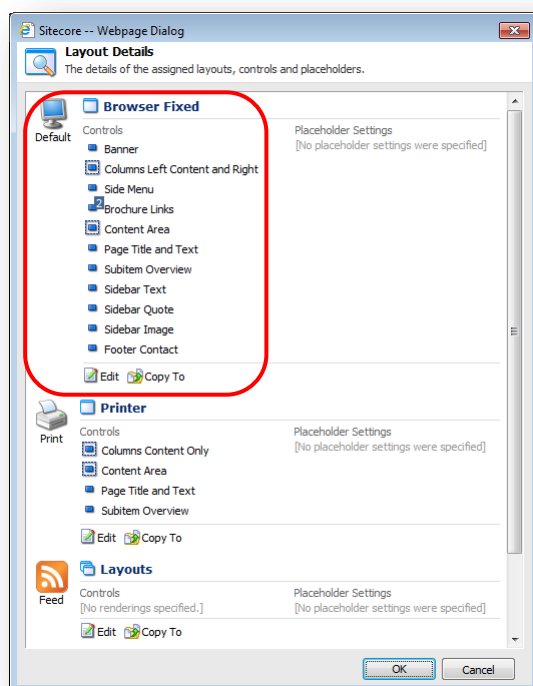 Sitecore -- Webpage Dialog
Layout Details
The details of the assigned layouts, controls and placeholders.
Default
Browser Fixed
Controls
Placeholder Settings
Banner
[No placeholder settings were specified]
Columns Left Content and Right
Side Menu
2
Brochure Links
Content Area
Page Title and Text
Subitem Overview
Sidebar Text
Sidebar Quote
Sidebar Image
Footer Contact
Edit Copy To
Print
Printer
Controls
Placeholder Settings
Columns Content Only
[No placeholder settings were specified]
Content Area
Page Title and Text
Subitem Overview
Edit Copy To
Feed
Layouts
Controls
Placeholder Settings
[No renderings specified.]
[No placeholder settings were specified]
Edit Copy To
OK
Cancel